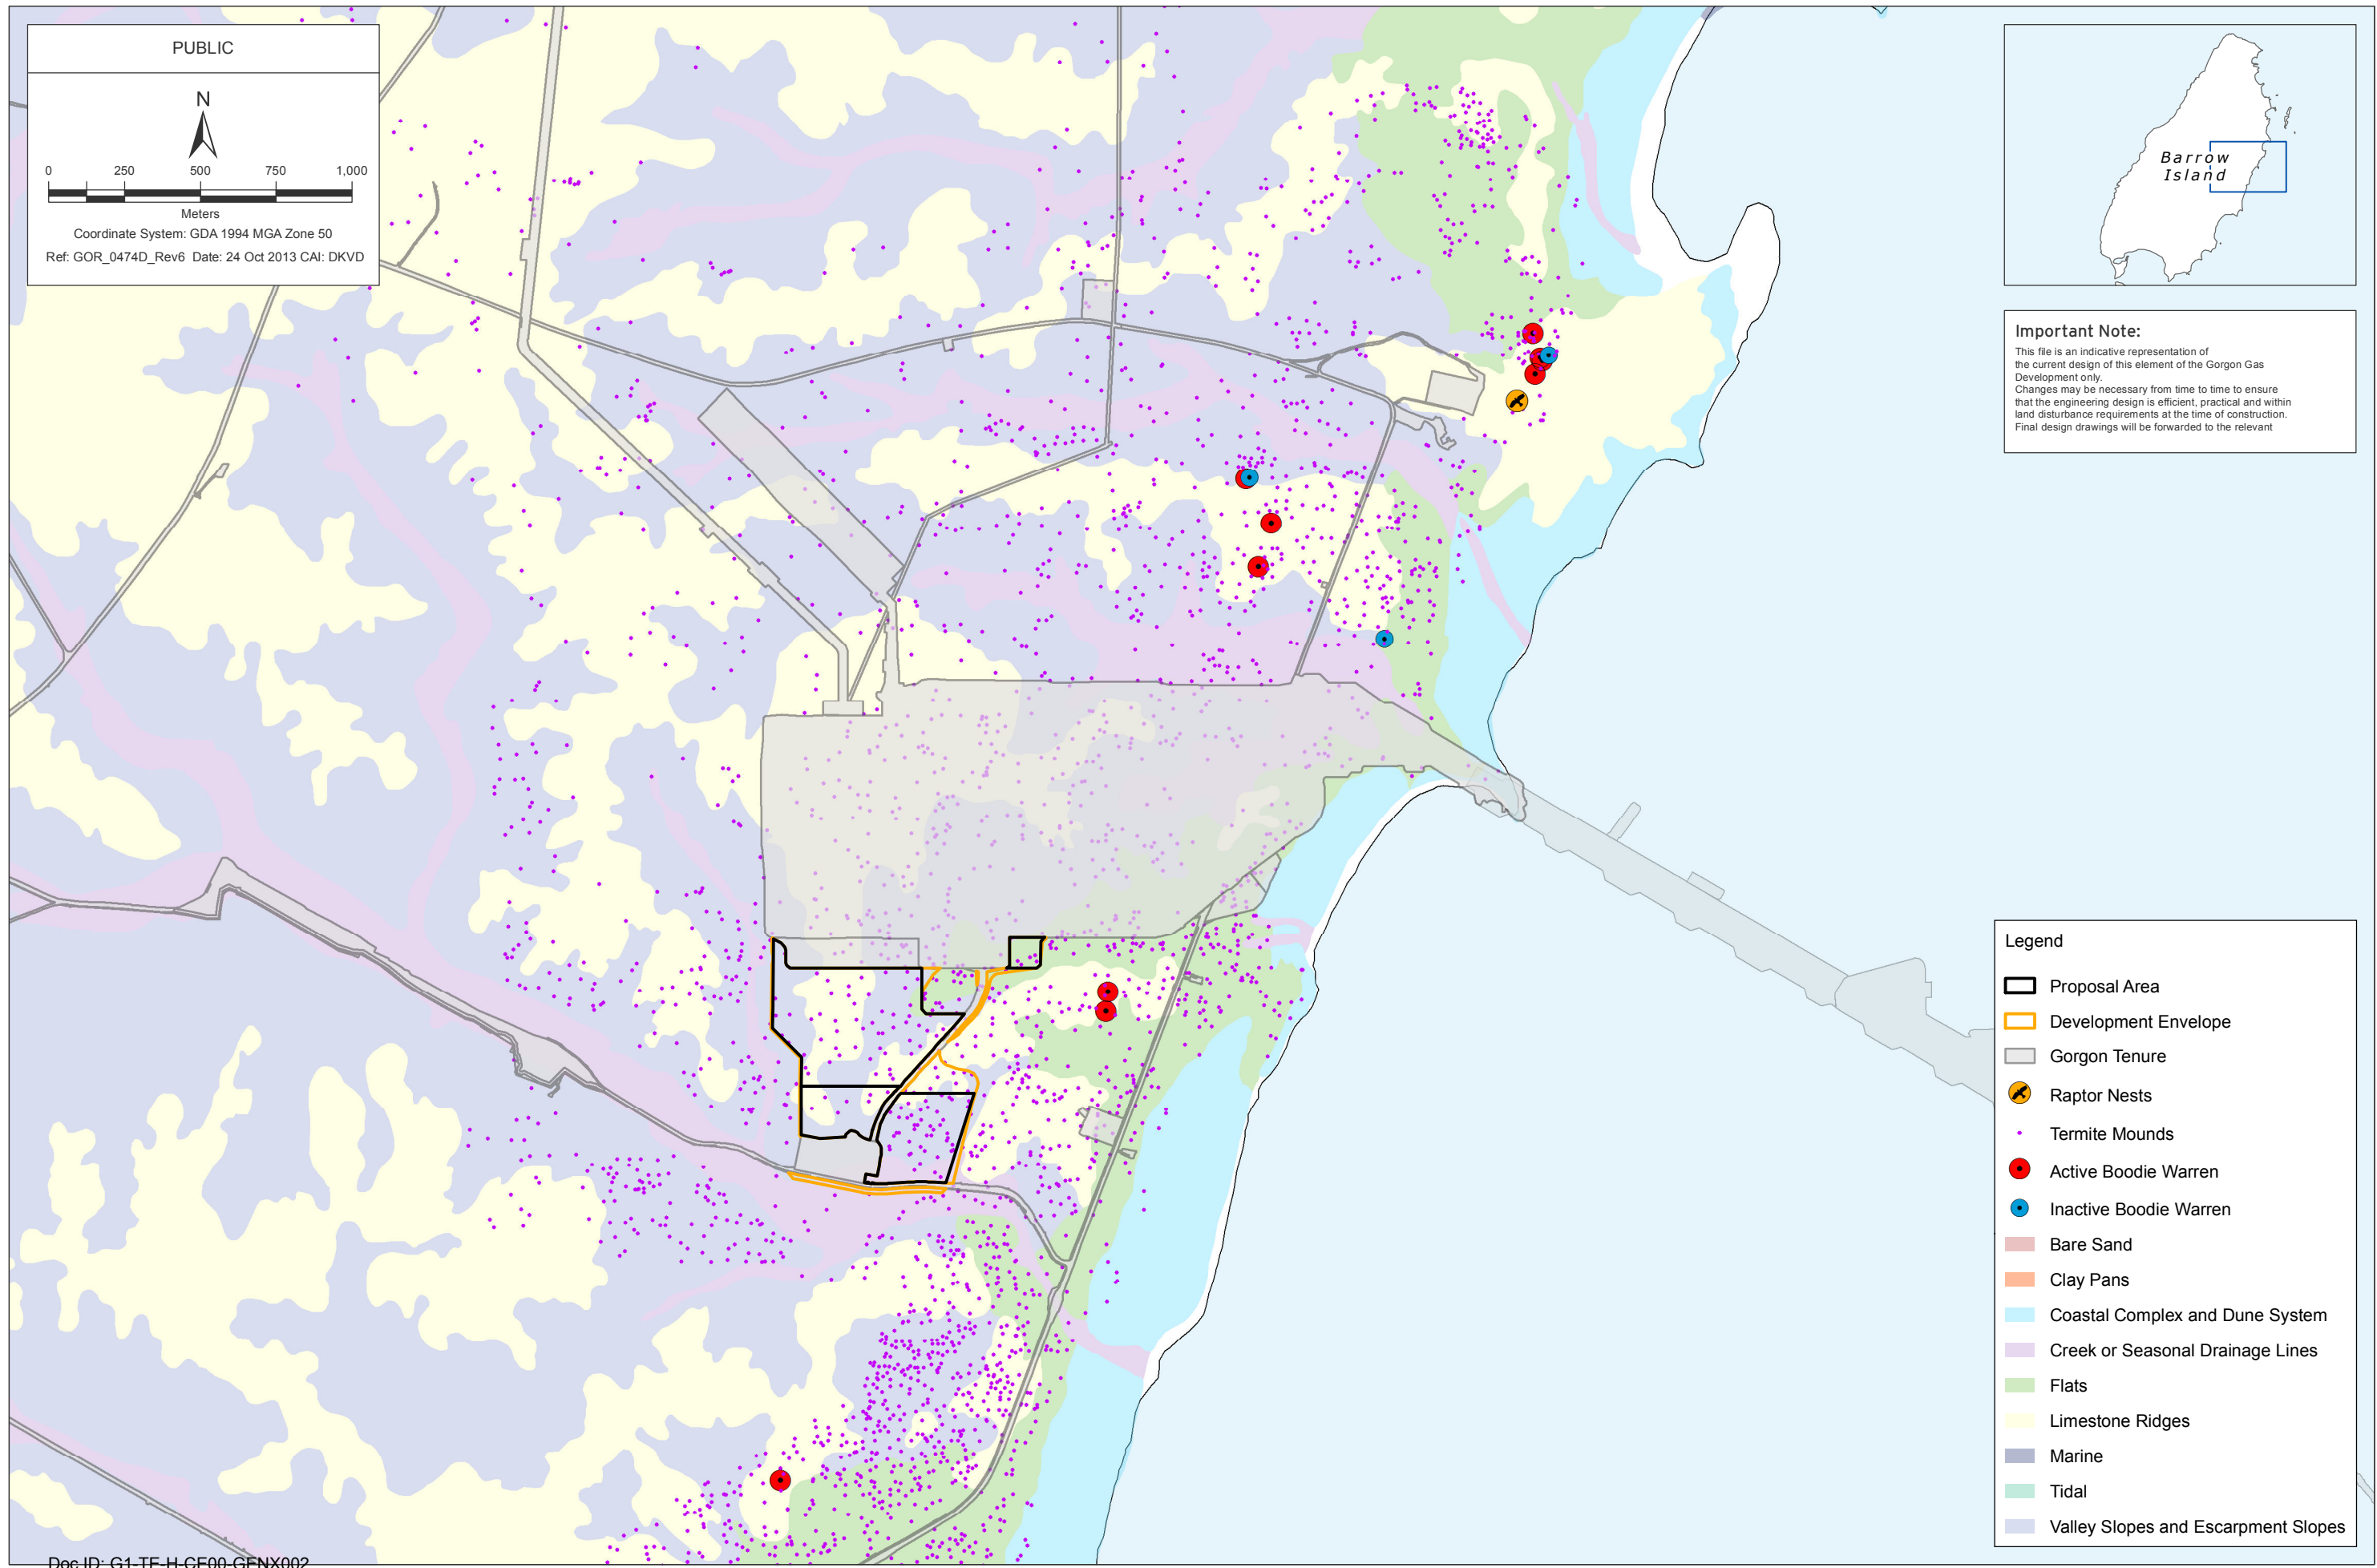 PUBLIC
N
0 250 500 750 1,000
Meters
Coordinate System: GDA 1994 MGA Zone 50
Ref: GOR_0474D_Rev6 Date: 24 Oct 2013 CAI: DKVD
Barrow
Island
Important Note:
This file is an indicative representation of
the current design of this element of the Gorgon Gas
Development only.
Changes may be necessary from time to time to ensure
that the engineering design is efficient, practical and within
land disturbance requirements at the time of construction.
Final design drawings will be forwarded to the relevant
Legend
Proposal Area
Development Envelope
Gorgon Tenure
Raptor Nests
Termite Mounds
Active Boodie Warren
Inactive Boodie Warren
Bare Sand
Clay Pans
Coastal Complex and Dune System
Creek or Seasonal Drainage Lines
Flats
Limestone Ridges
Marine
Tidal
Valley Slopes and Escarpment Slopes
Doc ID: G1-TE-H-CE00-GENX002